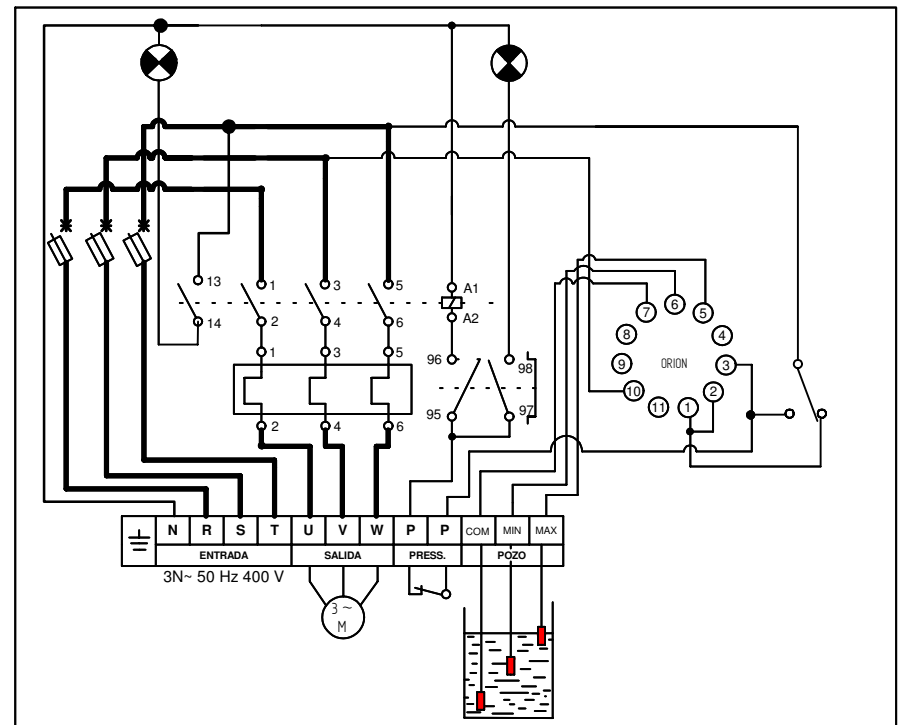 13 1 3 5 A1
14 2 4 6 A2
1 3 5 96 98
95 97
2 4 6
7 6 5
8 4
9 ORION 3
10 2
11 1
N R S T U V W P P COM MIN MAX
ENTRADA SALIDA PRESS. POZO
3N~ 50 Hz 400 V
3 ~
M